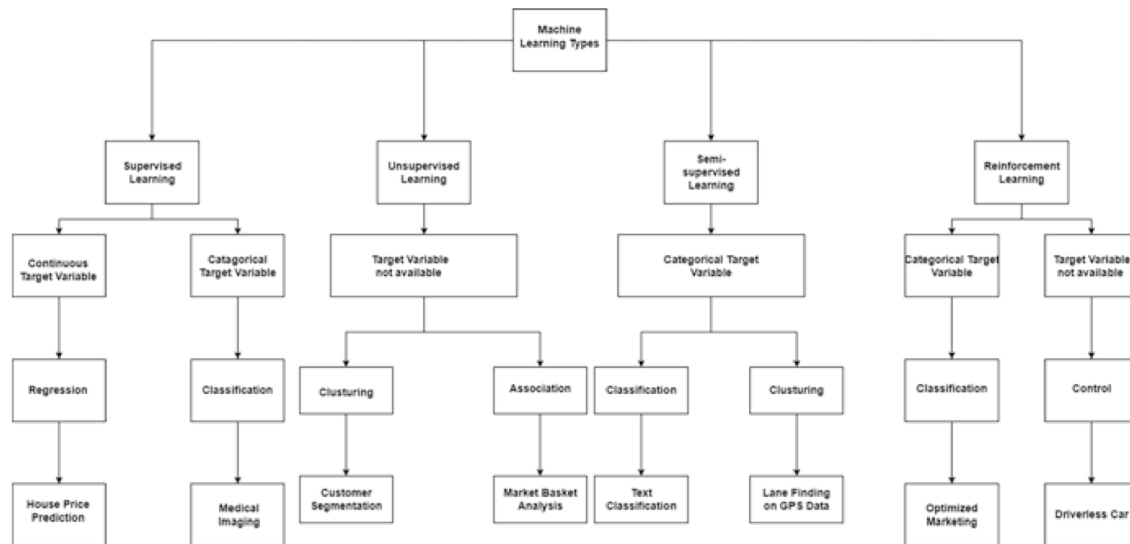 Machine
Learning Types
Supervised
Learning
Unsupervised
Learning
Semi-
supervised
Learning
Reinforcement
Learning
Continuous
Target Variable
Catagorical
Target Variable
Target Variable
not available
Categorical Target
Variable
Categorical Target
Variable
Target Variable
not available
Regression
Classification
Clusturing
Association
Classification
Clusturing
Classification
Control
House Price
Prediction
Medical
Imaging
Customer
Segmentation
Market Basket
Analysis
Text
Classification
Lane Finding
on GPS Data
Optimized
Marketing
Driverless Car